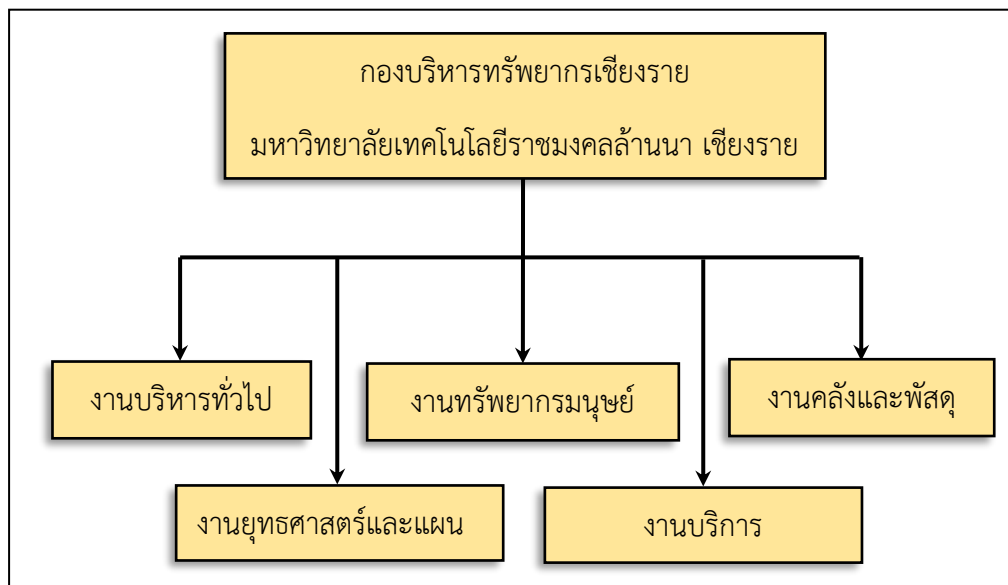 กองบริหารทรัพยากรเชียงราย
มหาวิทยาลัยเทคโนโลยีราชมงคลล้านนา เชียงราย
งานบริหารทั่วไป
งานทรัพยากรมนุษย์
งานคลังและพัสดุ
งานยุทธศาสตร์และแผน
งานบริการ